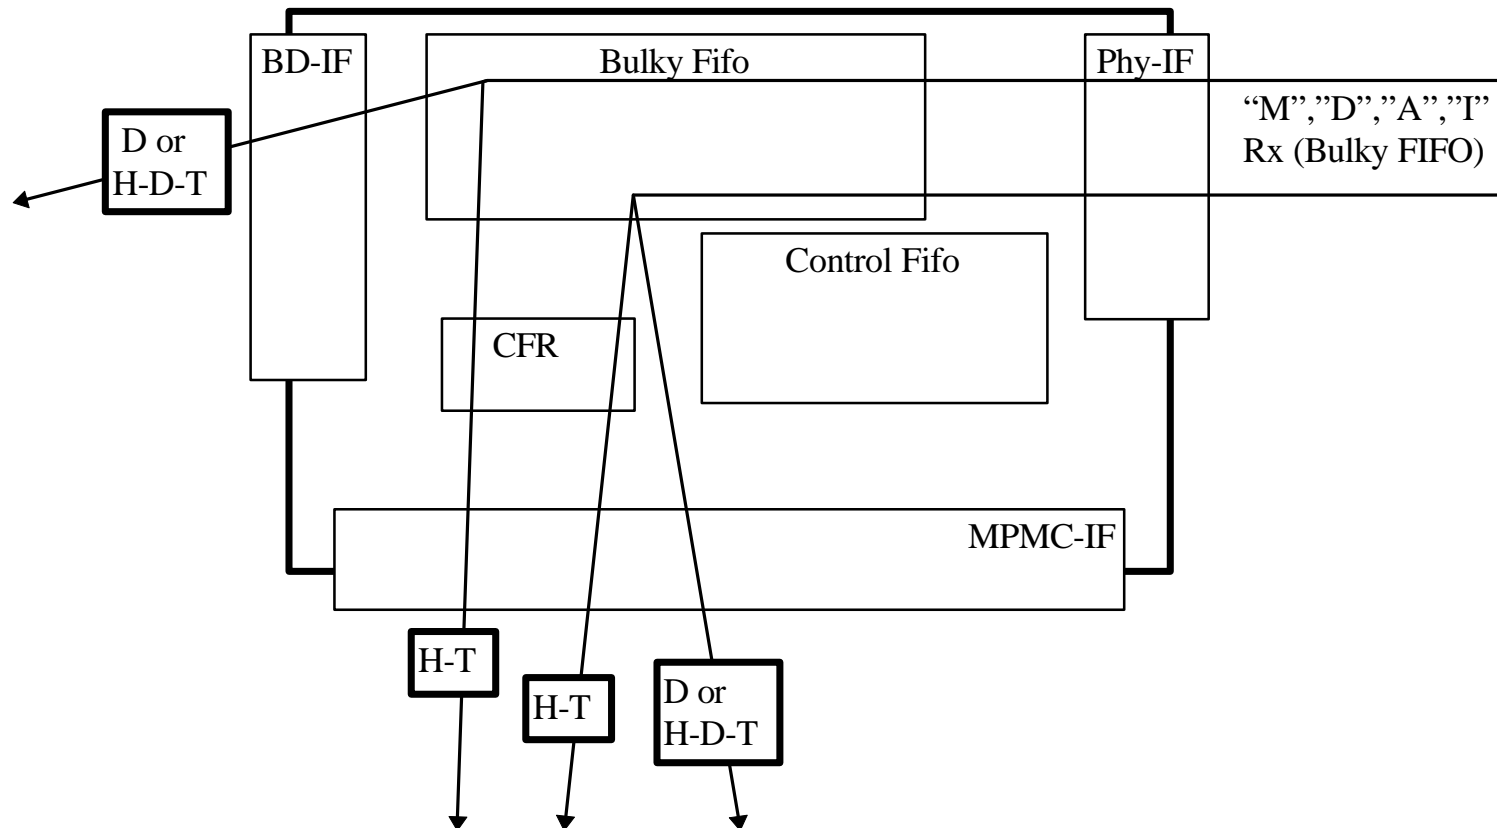 BD-IF
Bulky Fifo
Phy-IF
“M”,”D”,”A”,”I”
Rx (Bulky FIFO)
D or
H-D-T
Control Fifo
CFR
MPMC-IF
H-T
H-T
D or
H-D-T